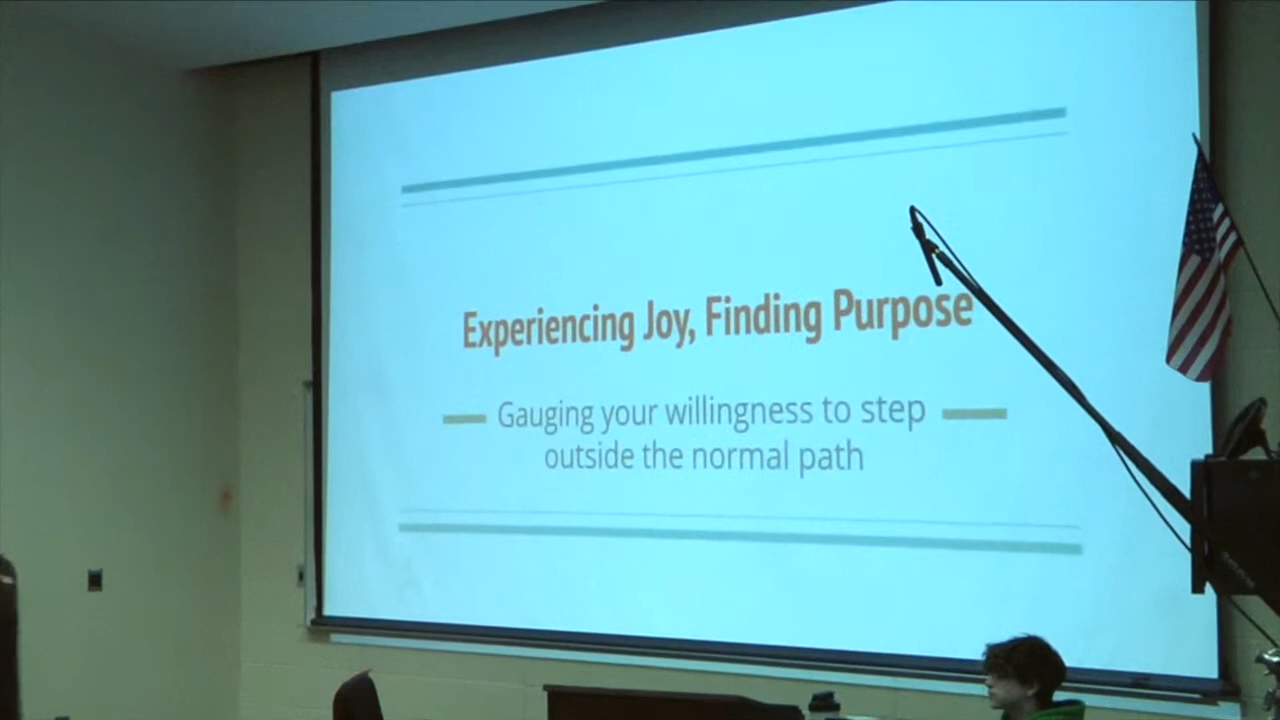 Experiencing Joy, Finding Purpose
Gauging your willingness to step
outside the normal path